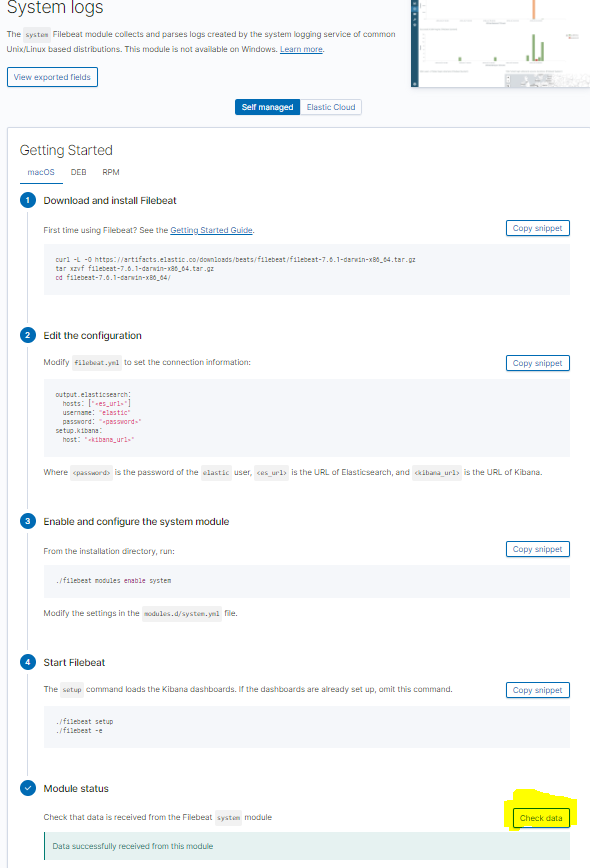 System logs
The system Filebeat module collects and parses logs created by the system logging service of common
Unix/Linux based distributions. This module is not available on Windows. Learn more.
View exported fields
Self managed
Elastic Cloud
Getting Started
macOS DEB RPM
1 Download and install Filebeat
First time using Filebeat? See the Getting Started Guide.
Copy snippet
curl -L -O https://artifacts.elastic.co/downloads/beats/filebeat/filebeat-7.6.1-darwin-x86_64.tar.gz
tar xzvf filebeat-7.6.1-darwin-x86_64.tar.gz
cd filebeat-7.6.1-darwin-x86_64/
2 Edit the configuration
Modify filebeat.yml to set the connection information:
Copy snippet
output.elasticsearch:
hosts: ["<es_url>"]
username: "elastic"
password: "<password>"
setup.kibana:
host: "<kibana_url>"
Where <password> is the password of the elastic user, <es_url> is the URL of Elasticsearch, and <kibana_url> is the URL of Kibana.
3 Enable and configure the system module
From the installation directory, run:
Copy snippet
./filebeat modules enable system
Modify the settings in the modules.d/system.yml file.
4 Start Filebeat
The setup command loads the Kibana dashboards. If the dashboards are already set up, omit this command.
Copy snippet
./filebeat setup
./filebeat -e
Module status
Check that data is received from the Filebeat system module
Check data
Data successfully received from this module